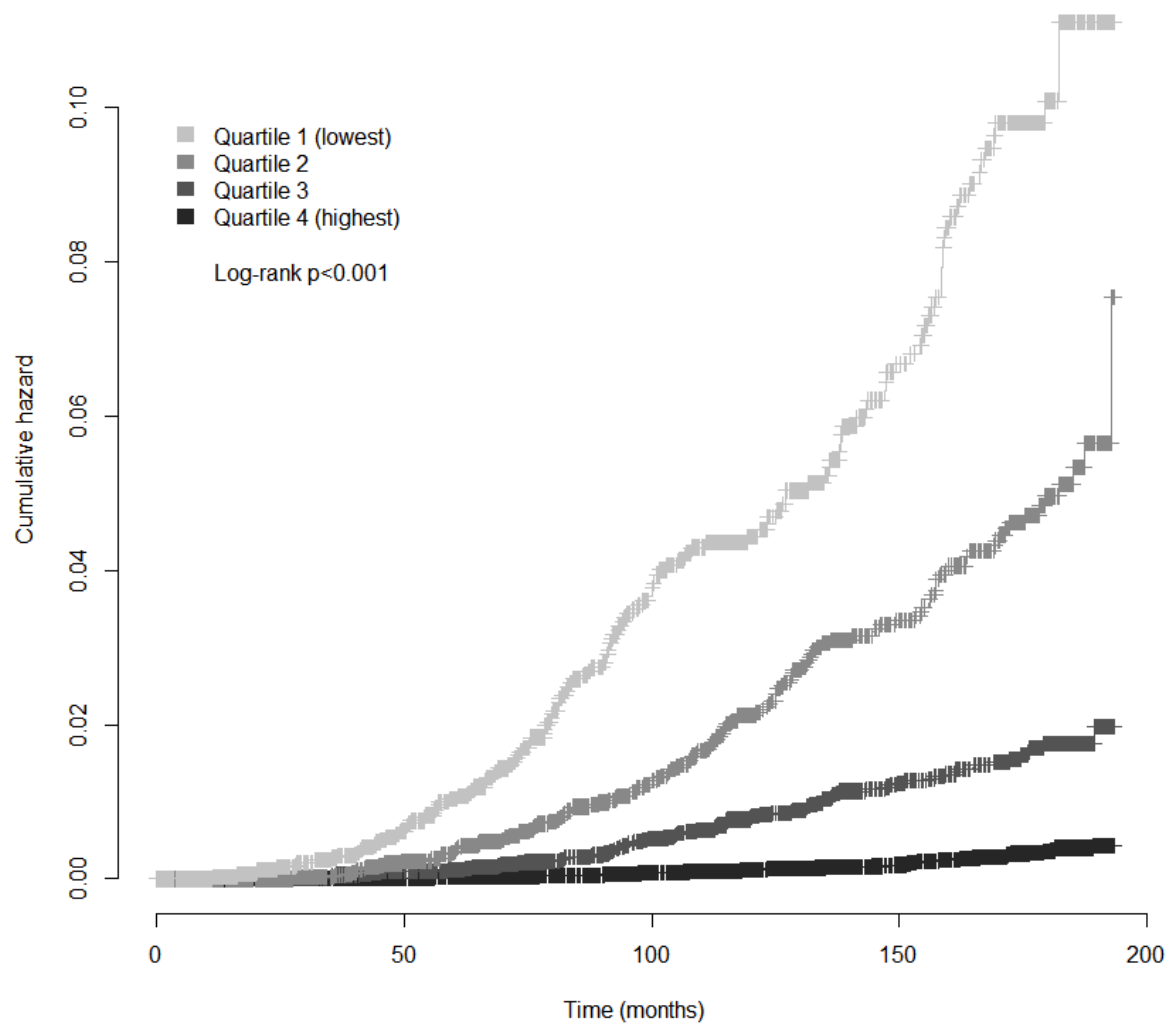 0.10
0.08
0.06
0.04
0.02
0.00
Cumulative hazard
Quartile 1 (lowest)
Quartile 2
Quartile 3
Quartile 4 (highest)
Log-rank p<0.001
0
50
100
150
200
Time (months)